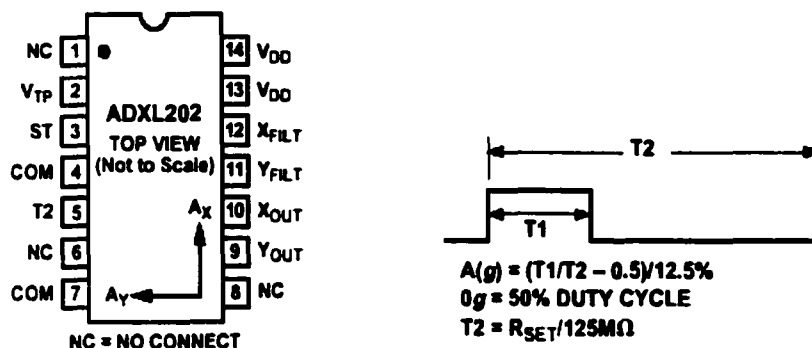 NC 1
VTP 2
ST 3
COM 4
T2 5
NC 6
COM 7
14 VDD
13 VDD
12 XFILT
11 YFILT
10 XOUT
9 YOUT
8 NC
ADXL202
TOP VIEW
(Not to Scale)
AX
AY
NC = NO CONNECT
T2
T1
A(g) = (T1/T2 – 0.5)/12.5%
0g = 50% DUTY CYCLE
T2 = RSET/125MΩ